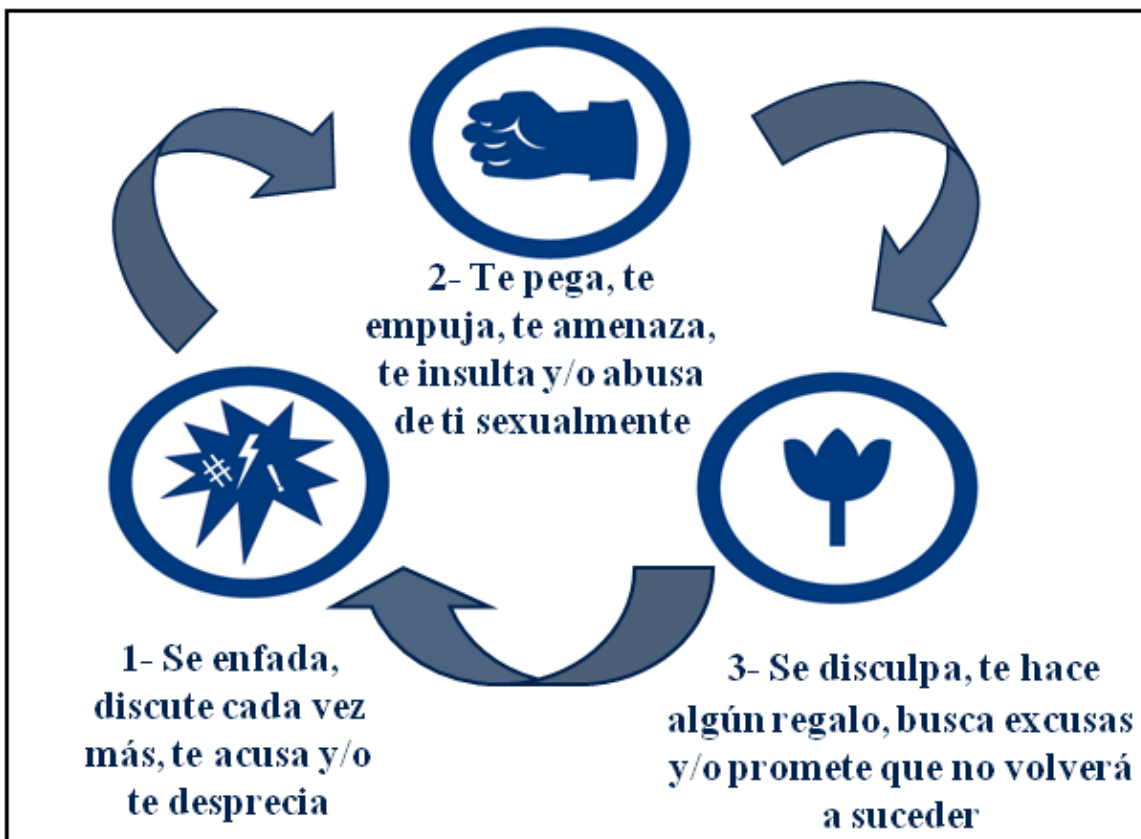 2- Te pega, te
empuja, te amenaza,
te insulta y/o abusa
de ti sexualmente
# !
1- Se enfada,
discute cada vez
más, te acusa y/o
te desprecia
3- Se disculpa, te hace
algún regalo, busca excusas
y/o promete que no volverá
a suceder